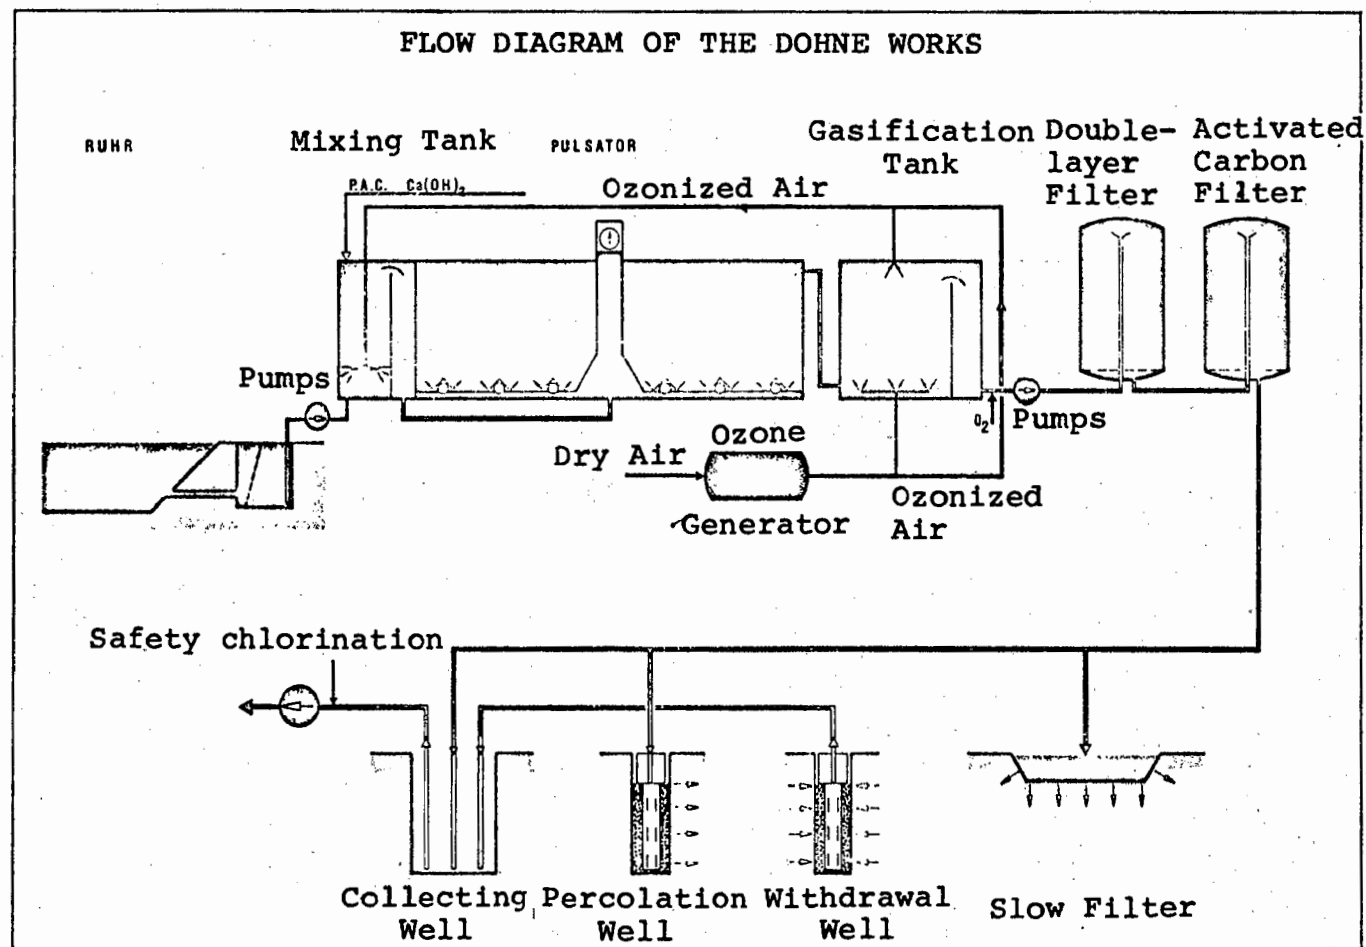 FLOW DIAGRAM OF THE DOHNE WORKS
RUHR
Mixing Tank
PULSATOR
Gasification
Tank
Double-
layer
Filter
Activated
Carbon
Filter
P.A.C. Ca(OH)₂
Ozonized Air
Pumps
O₂
Pumps
Dry Air
Ozone
Generator
Ozonized
Air
Safety chlorination
Collecting
Well
Percolation
Well
Withdrawal
Well
Slow Filter